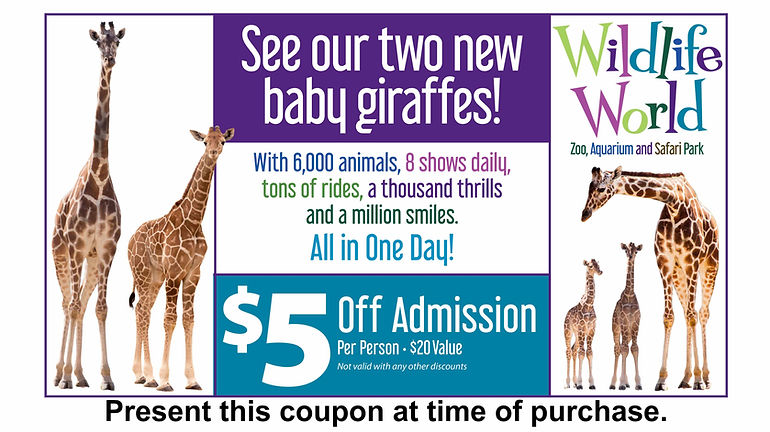 See our two new
baby giraffes!
Wildlife
World
Zoo, Aquarium and Safari Park
With 6,000 animals, 8 shows daily,
tons of rides, a thousand thrills
and a million smiles.
All in One Day!
$5 Off Admission
Per Person • $20 Value
Not valid with any other discounts
Present this coupon at time of purchase.